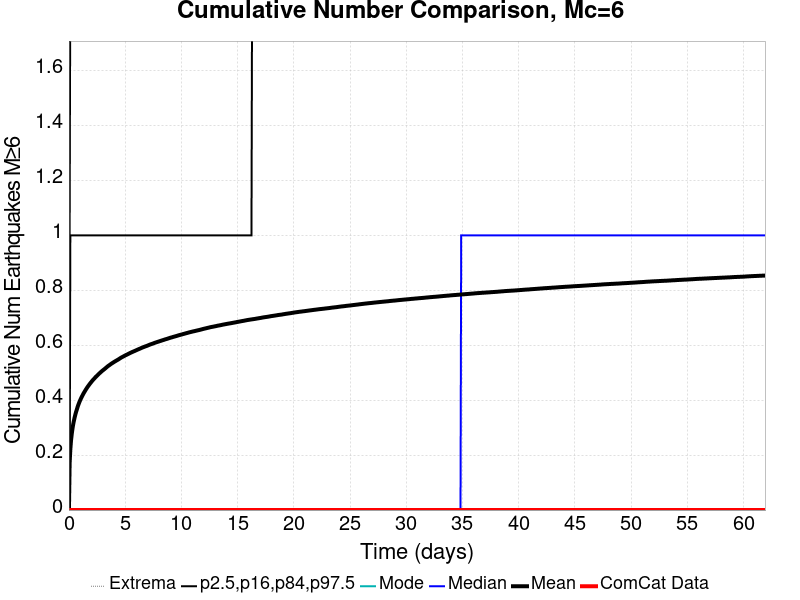 Cumulative Number Comparison, Mc=6
Cumulative Num Earthquakes M≥6
1.6
1.4
1.2
1
0.8
0.6
0.4
0.2
0
0 5 10 15 20 25 30 35 40 45 50 55 60
Time (days)
Extrema p2.5,p16,p84,p97.5 Mode Median Mean ComCat Data